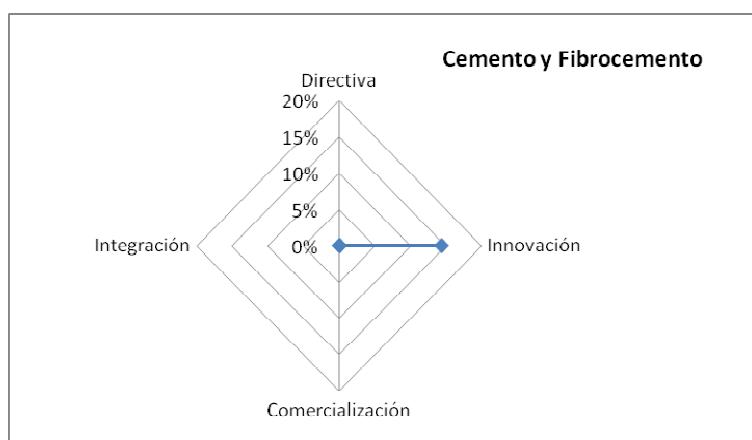 Cemento y Fibrocemento
Directiva
20%
15%
10%
5%
0%
Integración
Innovación
Comercialización